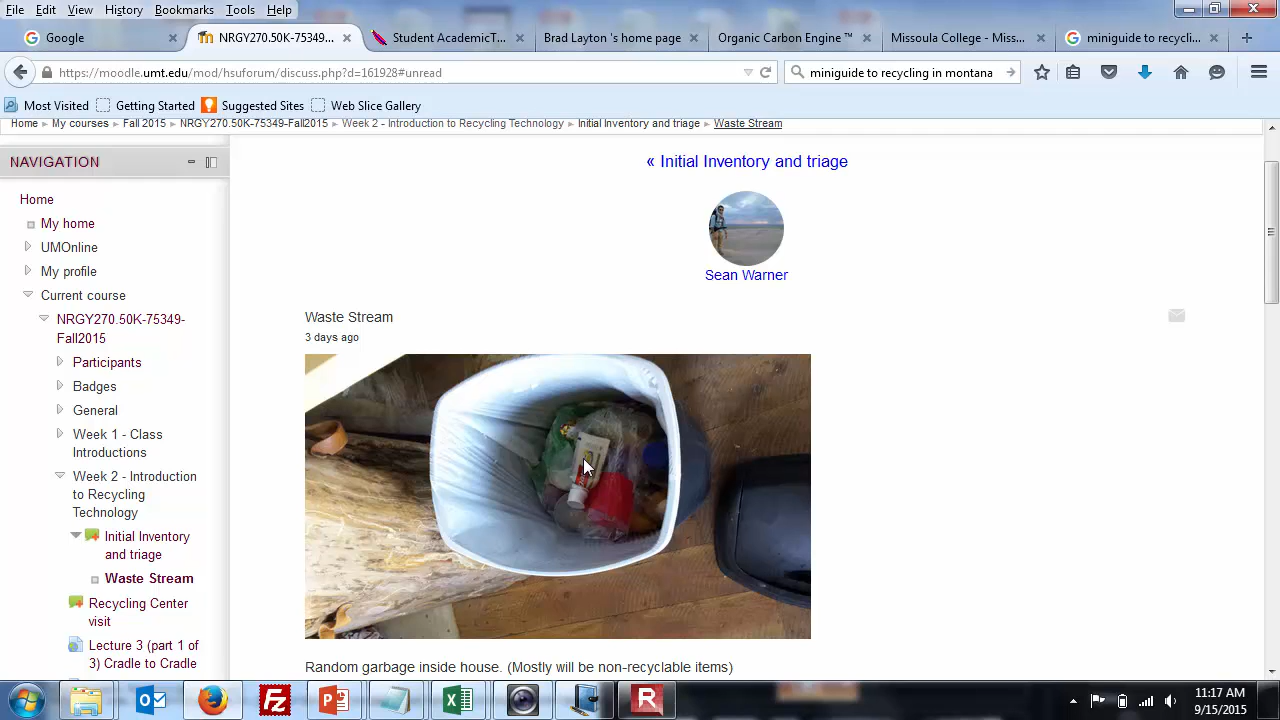 File Edit View History Bookmarks Tools Help
Google
NRGY270.50K-75349...
Student AcademicT...
Brad Layton 's home page
Organic Carbon Engine ™
Missoula College - Miss...
miniguide to recycli...
https://moodle.umt.edu/mod/hsuforum/discuss.php?d=161928#unread
miniguide to recycling in montana
Most Visited Getting Started Suggested Sites Web Slice Gallery
Home ▸ My courses ▸ Fall 2015 ▸ NRGY270.50K-75349-Fall2015 ▸ Week 2 - Introduction to Recycling Technology ▸ Initial Inventory and triage ▸ Waste Stream
NAVIGATION
Home
My home
UMOnline
My profile
Current course
NRGY270.50K-75349-
Fall2015
Participants
Badges
General
Week 1 - Class
Introductions
Week 2 - Introduction
to Recycling
Technology
Initial Inventory
and triage
Waste Stream
Recycling Center
visit
Lecture 3 (part 1 of
3) Cradle to Cradle
« Initial Inventory and triage
Sean Warner
Waste Stream
3 days ago
Random garbage inside house. (Mostly will be non-recyclable items)
11:17 AM
9/15/2015